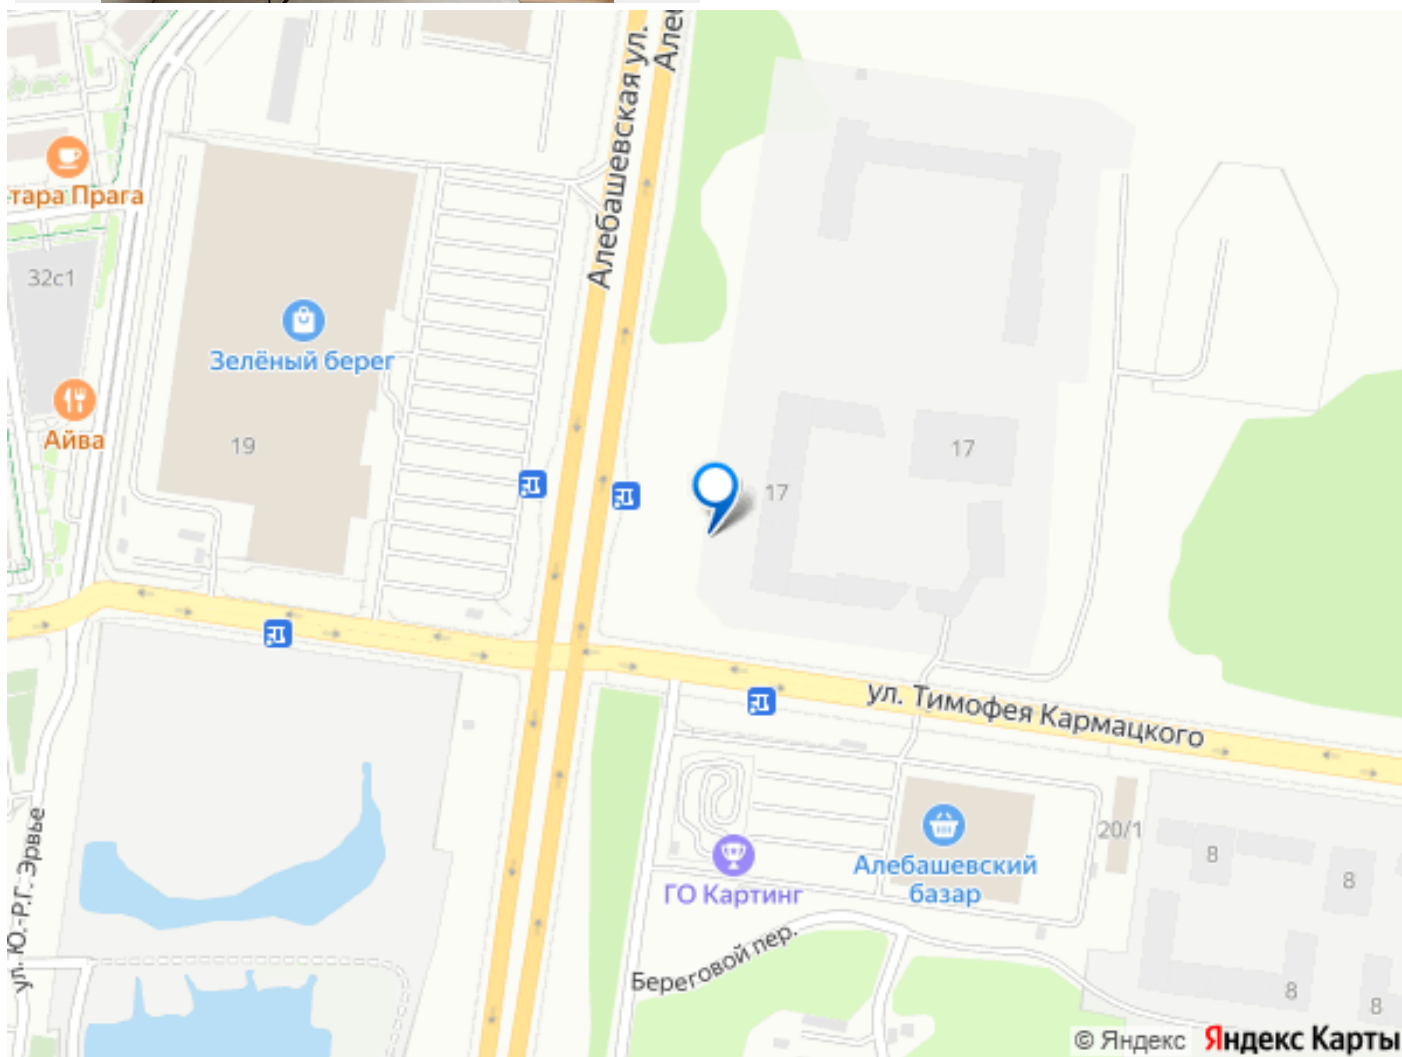 Алебашевская ул.
Але
тара Прага
32с1
Зелёный берег
Айва
19
17
17
ул. Тимофея Кармацкого
ул. Ю.-Р.Г. Эрвье
20/1
Алебашевский
базар
ГО Картинг
8
8
8
8
Береговой пер.
© Яндекс Яндекс Карты